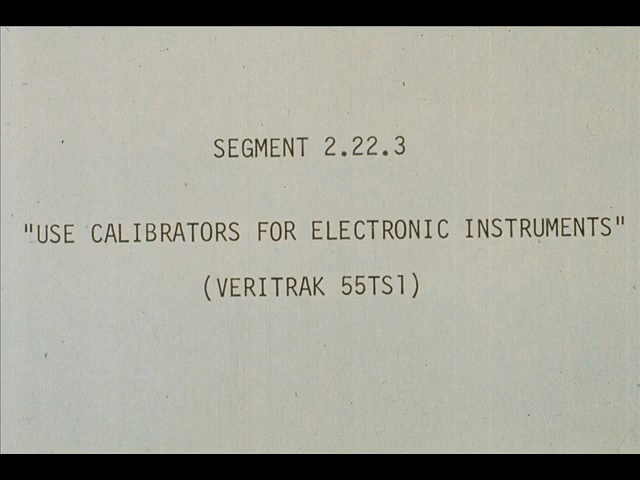 SEGMENT 2.22.3
"USE CALIBRATORS FOR ELECTRONIC INSTRUMENTS"
(VERITRAK 55TS1)